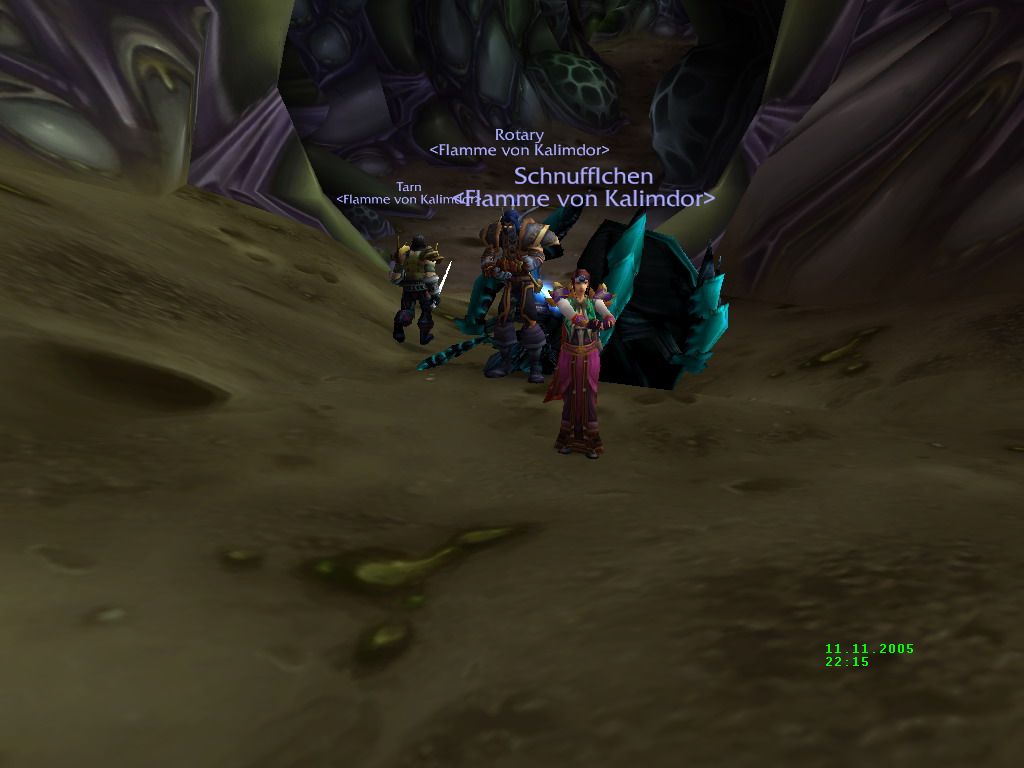 Rotary
<Flamme von Kalimdor>
Schnufflchen
<Flamme von Kalimdor>
Tarn
<Flamme von Kalimdor>
11.11.2005
22:15